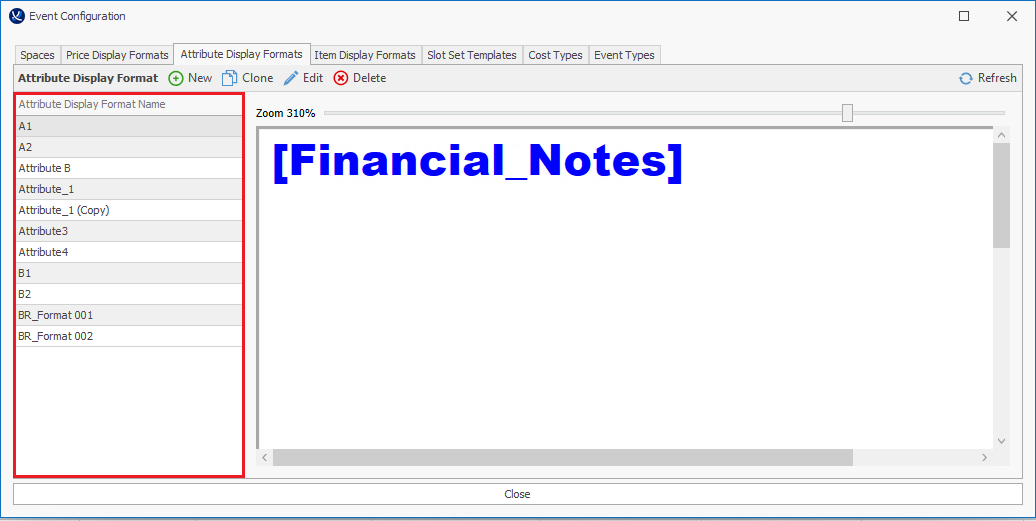 Event Configuration
Spaces Price Display Formats Attribute Display Formats Item Display Formats Slot Set Templates Cost Types Event Types
Attribute Display Format New Clone Edit Delete Refresh
Attribute Display Format Name
A1
A2
Attribute B
Attribute_1
Attribute_1 (Copy)
Attribute3
Attribute4
B1
B2
BR_Format 001
BR_Format 002
Zoom 310%
[Financial_Notes]
Close